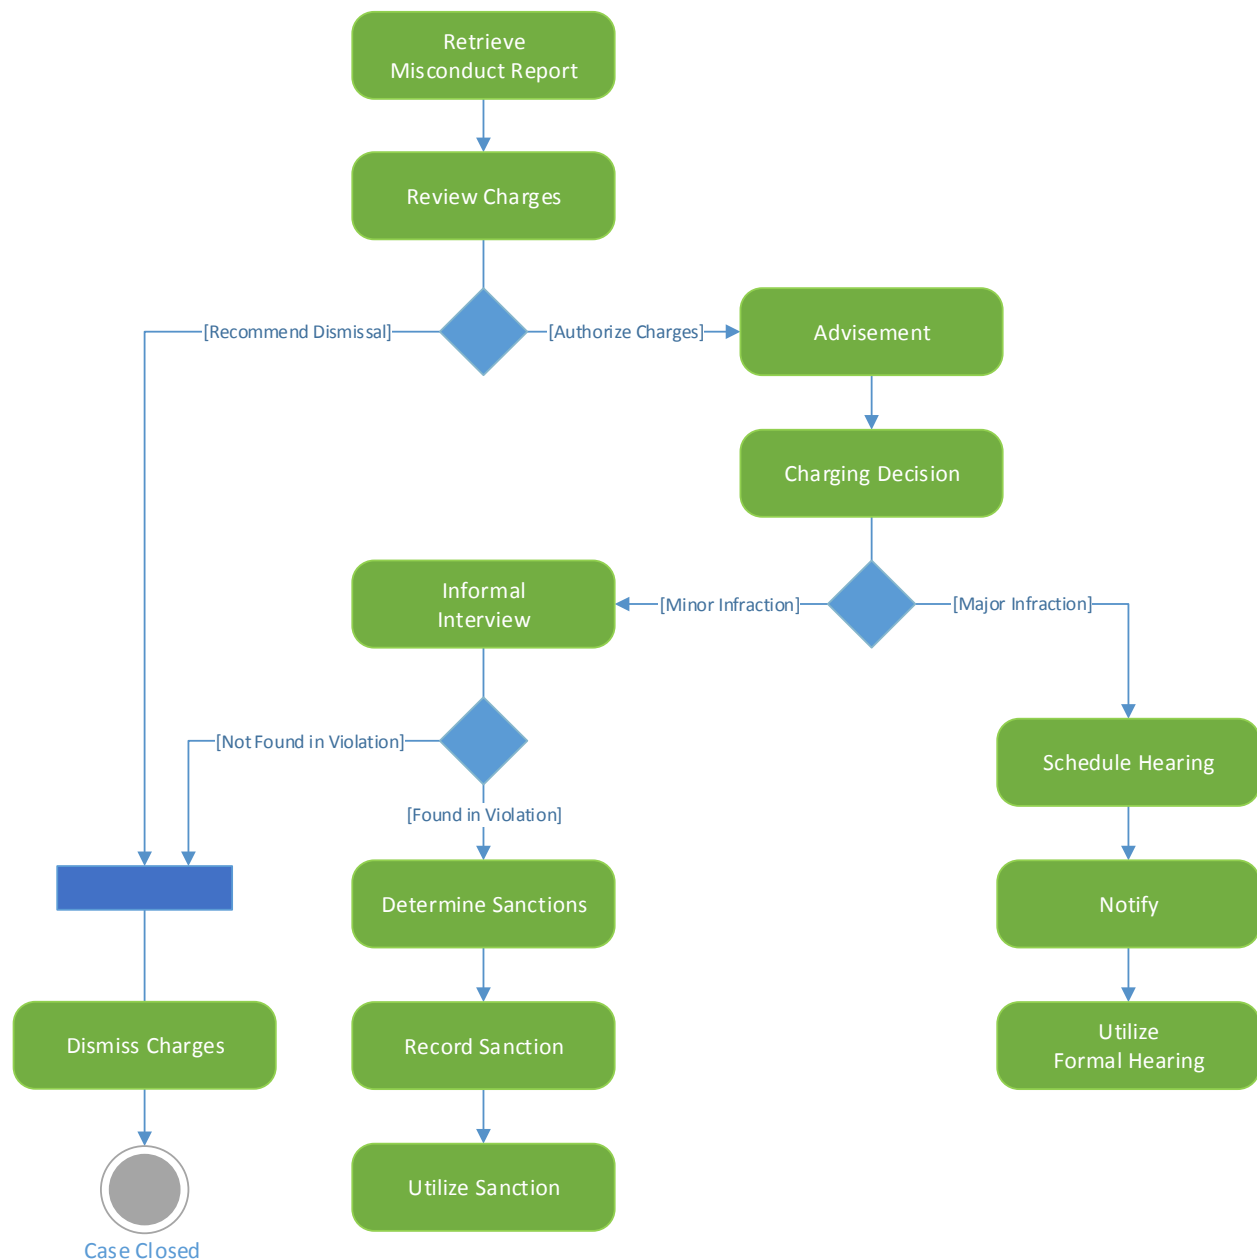 Retrieve
Misconduct Report
Review Charges
[Recommend Dismissal]
[Authorize Charges]
Advisement
Charging Decision
Informal
Interview
[Minor Infraction]
[Major Infraction]
[Not Found in Violation]
Schedule Hearing
[Found in Violation]
Determine Sanctions
Notify
Dismiss Charges
Record Sanction
Utilize
Formal Hearing
Utilize Sanction
Case Closed